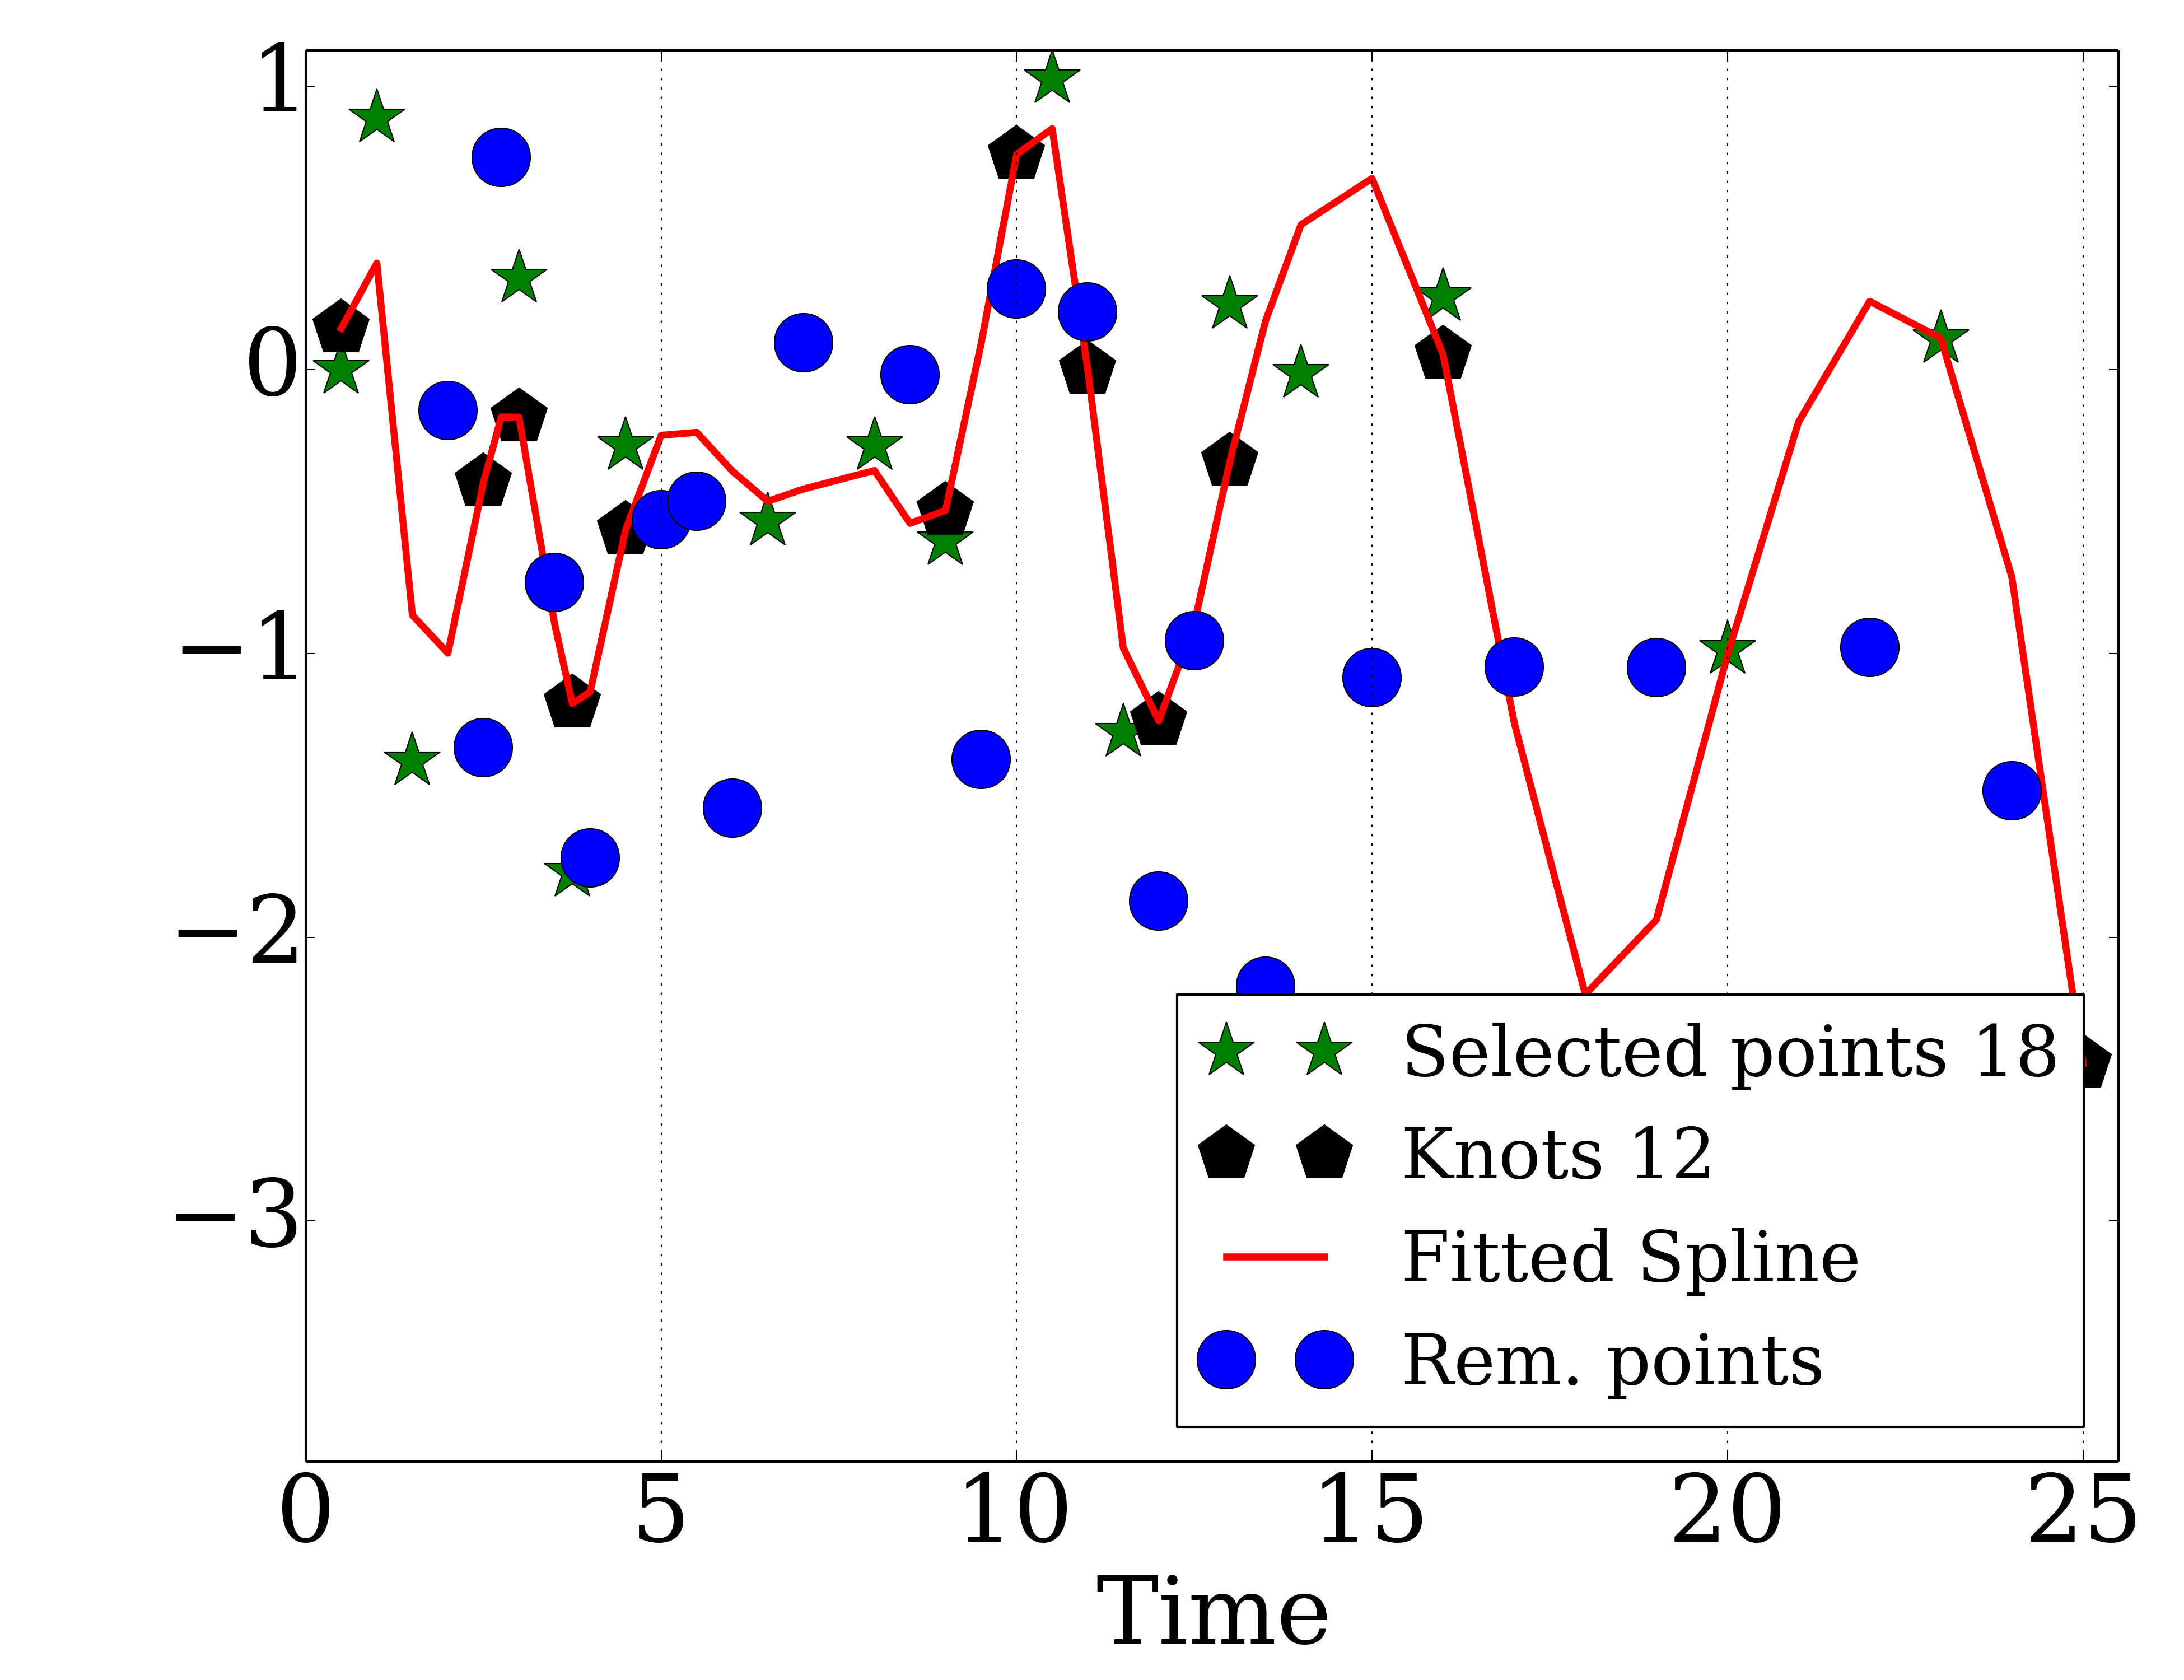 1
0
−1
−2
−3
Selected points 18
Knots 12
Fitted Spline
Rem. points
0 5 10 15 20 25
Time